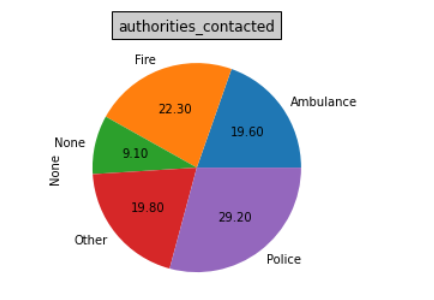 authorities_contacted
Fire
Ambulance
22.30
19.60
None
9.10
None
19.80
29.20
Other
Police